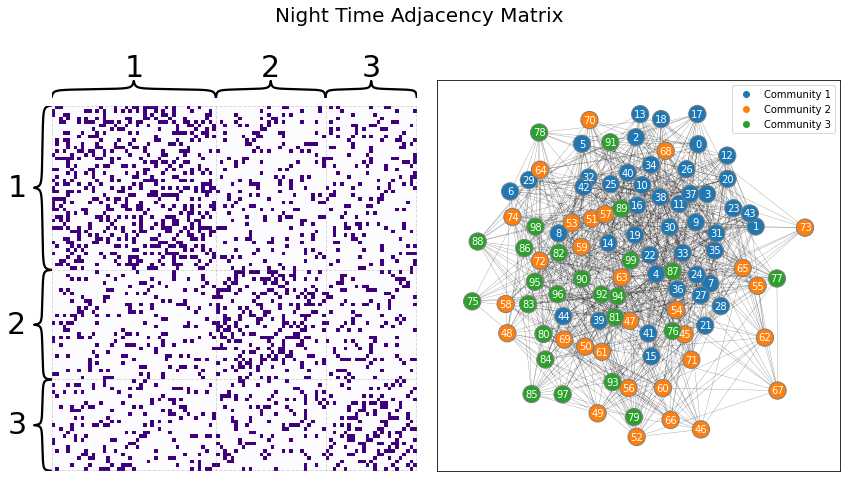 Night Time Adjacency Matrix
1 2 3
1
2
3
Community 1
Community 2
Community 3
13 17
70 18
78 2
5 91 0
68 12
34
64 26
40
32 20
29 42 25 10
6 37 3
38
11
89 16 23
74 57 43
51
53 9
98 30 1 73
8 19 31
88 14
86 59
82 35
22 33
72 99
65
87
4 24
63 77
90
95 7
36 55
96 92 94 27
75
58 83 28
54
44 81
39 47 21
48 80 76
41 45 62
69
50
61
84 15 71
93
56 60 67
85 97
49
79 66
46
52